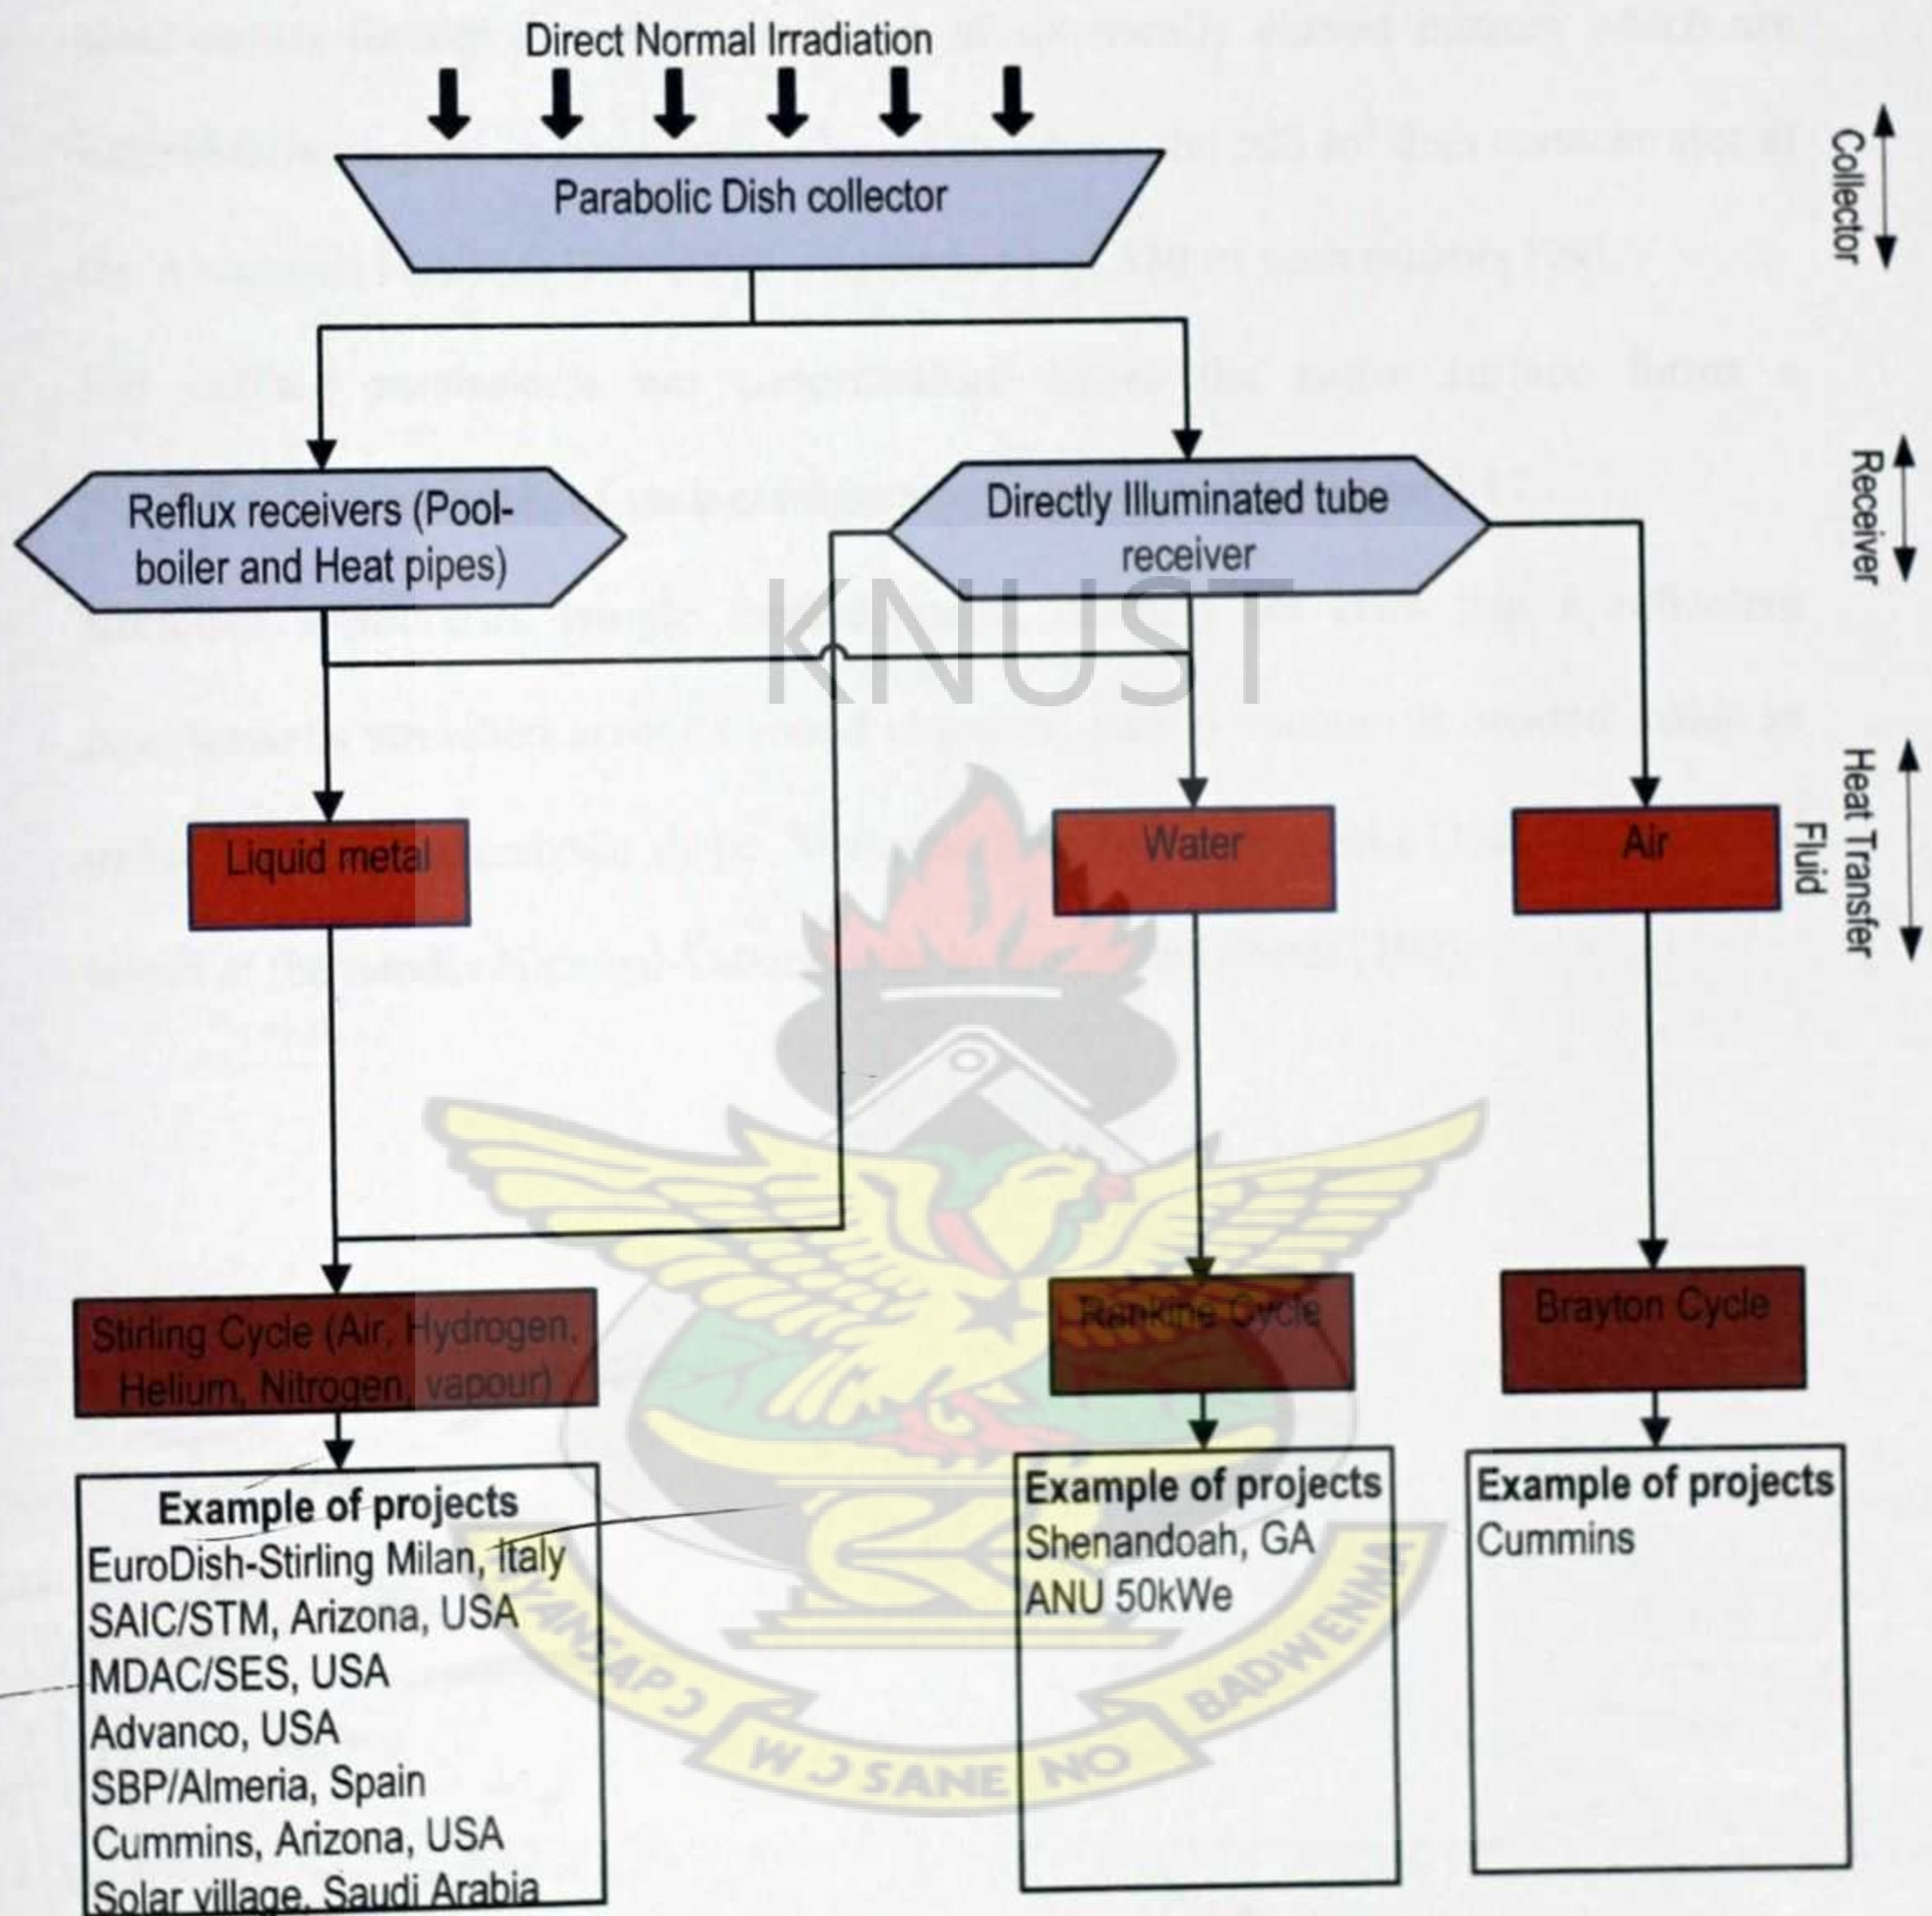 Direct Normal Irradiation
Parabolic Dish collector
Collector
Reflux receivers (Pool-
boiler and Heat pipes)
Directly Illuminated tube
receiver
Receiver
KNUST
Liquid metal
Water
Air
Heat Transfer
Fluid
Stirling Cycle (Air, Hydrogen,
Helium, Nitrogen, vapour)
Rankine Cycle
Brayton Cycle
Example of projects
EuroDish-Stirling Milan, Italy
SAIC/STM, Arizona, USA
MDAC/SES, USA
Advanco, USA
SBP/Almeria, Spain
Cummins, Arizona, USA
Solar village, Saudi Arabia
Example of projects
Shenandoah, GA
ANU 50kWe
Example of projects
Cummins
W Ɔ SANE NO
BADWENMA